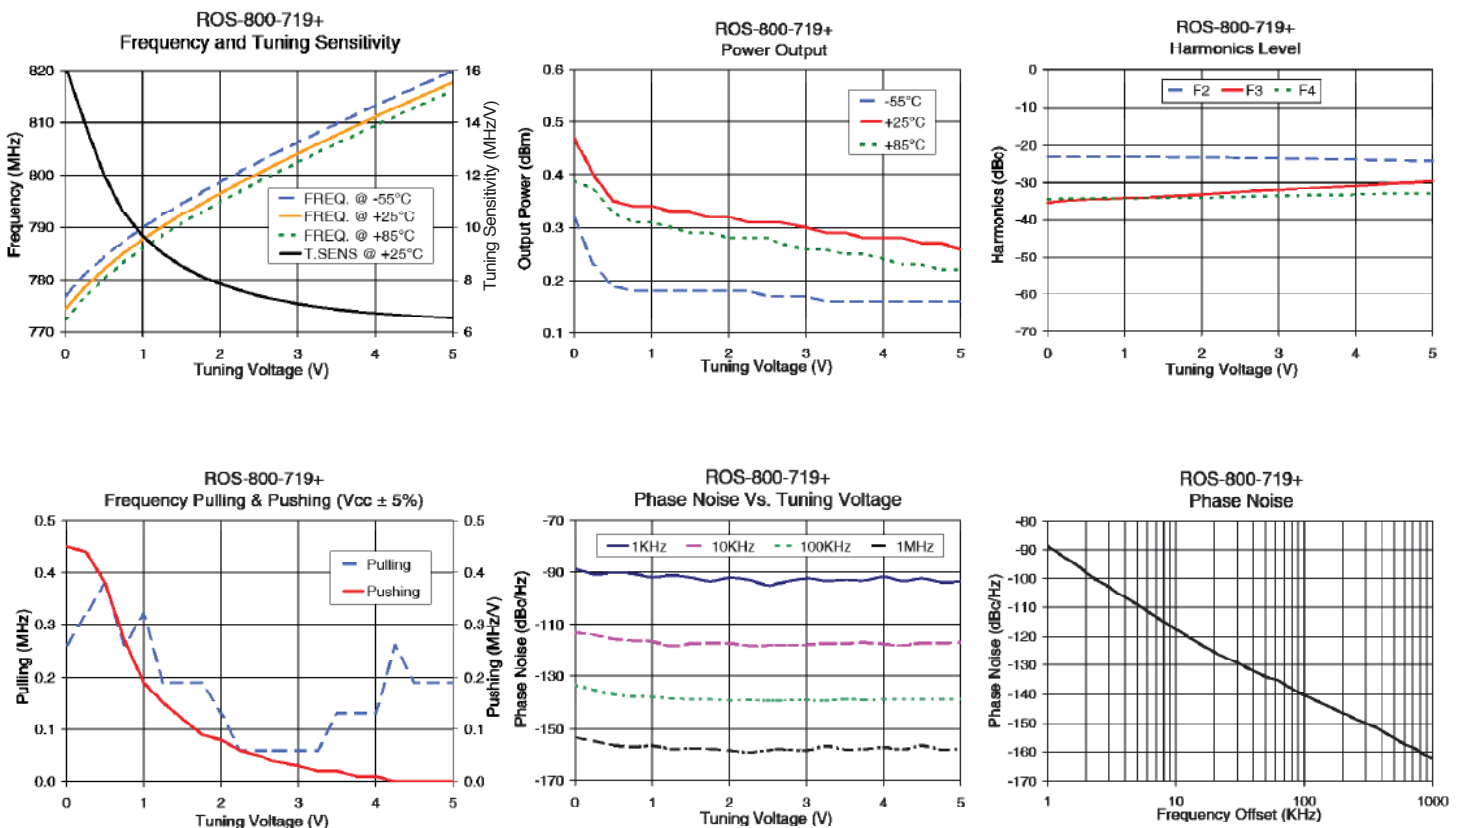 ROS-800-719+
Frequency and Tuning Sensitivity
820
810
800
790
780
770
Frequency (MHz)
16
14
12
10
8
6
Tuning Sensitivity (MHz/V)
FREQ. @ -55°C
FREQ. @ +25°C
FREQ. @ +85°C
T.SENS @ +25°C
0 1 2 3 4 5
Tuning Voltage (V)
ROS-800-719+
Power Output
0.6
0.5
0.4
0.3
0.2
0.1
Output Power (dBm)
-55°C
+25°C
+85°C
0 1 2 3 4 5
Tuning Voltage (V)
ROS-800-719+
Harmonics Level
0
-10
-20
-30
-40
-50
-60
-70
Harmonics (dBc)
F2 F3 F4
0 1 2 3 4 5
Tuning Voltage (V)
ROS-800-719+
Frequency Pulling & Pushing (Vcc ± 5%)
0.5
0.4
0.3
0.2
0.1
0.0
Pulling (MHz)
0.5
0.4
0.3
0.2
0.1
0.0
Pushing (MHz/V)
Pulling
Pushing
0 1 2 3 4 5
Tuning Voltage (V)
ROS-800-719+
Phase Noise Vs. Tuning Voltage
-70
-90
-110
-130
-150
-170
Phase Noise (dBc/Hz)
1KHz 10KHz 100KHz 1MHz
0 1 2 3 4 5
Tuning Voltage (V)
ROS-800-719+
Phase Noise
-80
-90
-100
-110
-120
-130
-140
-150
-160
-170
Phase Noise (dBc/Hz)
1 10 100 1000
Frequency Offset (KHz)